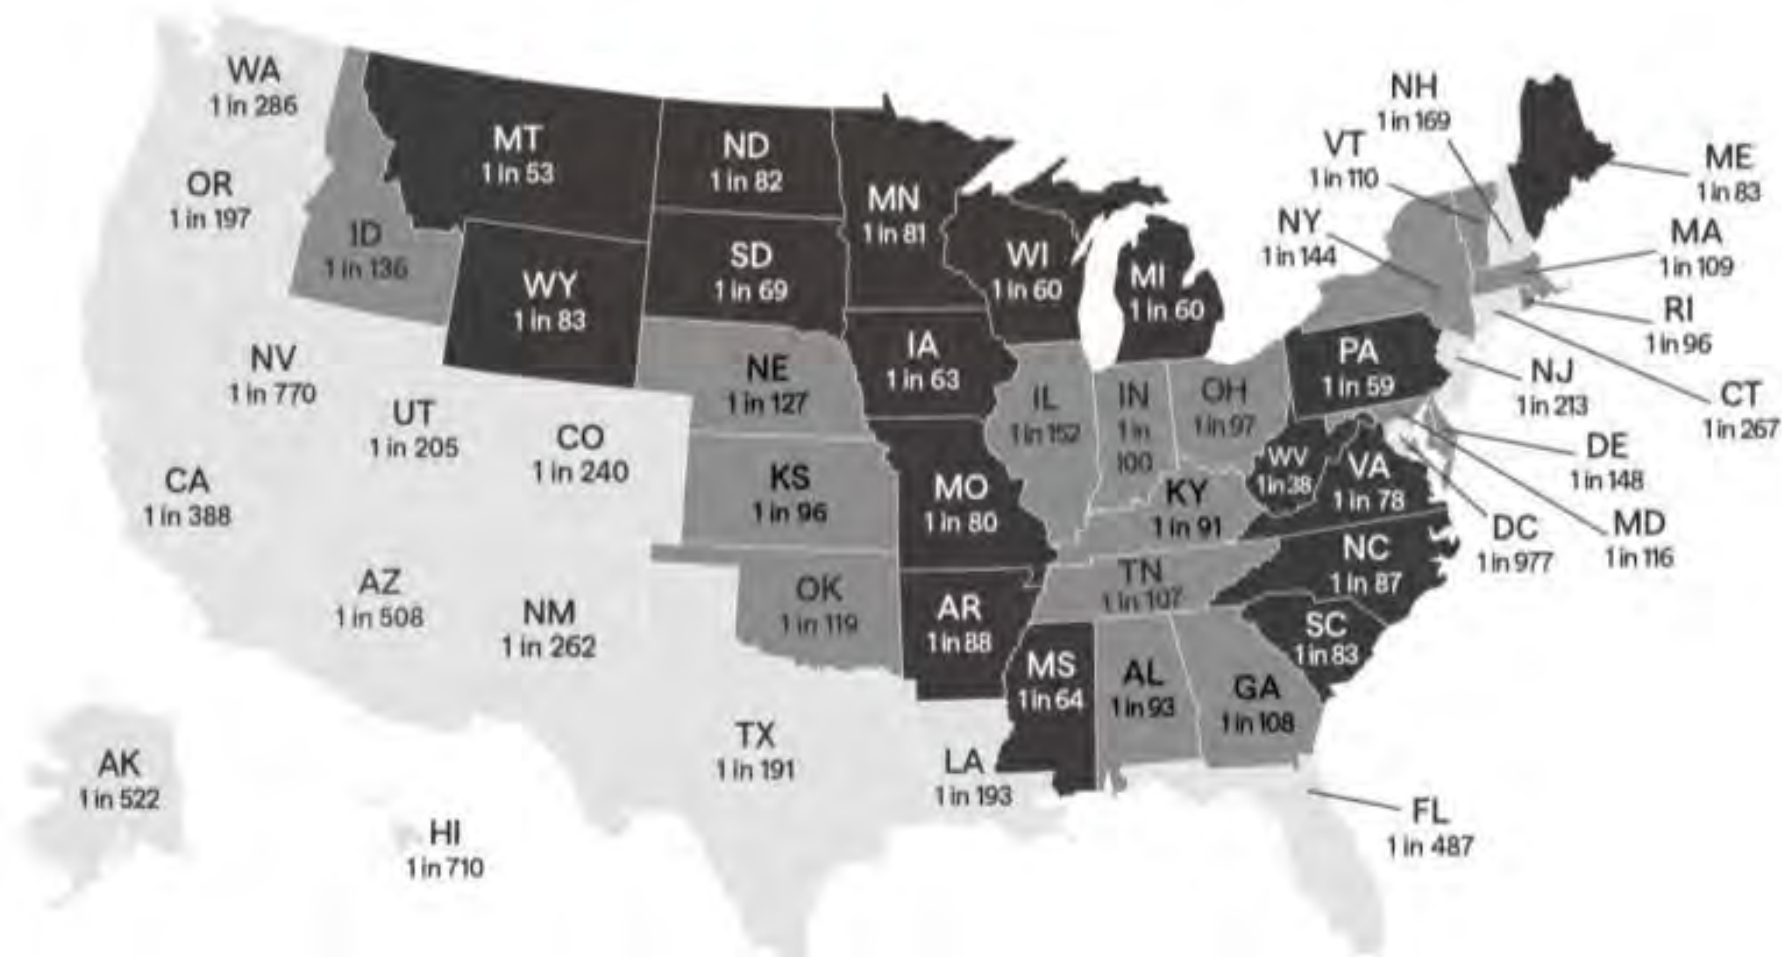 WA
1 in 286
OR
1 in 197
ID
1 in 136
MT
1 in 53
ND
1 in 82
MN
1 in 81
WY
1 in 83
SD
1 in 69
WI
1 in 60
MI
1 in 60
NH
1 in 169
VT
1 in 110
NY
1 in 144
ME
1 in 83
MA
1 in 109
RI
1 in 96
CT
1 in 267
NJ
1 in 213
DE
1 in 148
MD
1 in 116
DC
1 in 977
NV
1 in 770
UT
1 in 205
CO
1 in 240
NE
1 in 127
IA
1 in 63
IL
1 in 152
IN
1 in
100
OH
1 in 97
PA
1 in 59
CA
1 in 388
KS
1 in 96
MO
1 in 80
KY
1 in 91
WV
1 in 38
VA
1 in 78
AZ
1 in 508
NM
1 in 262
OK
1 in 119
AR
1 in 88
TN
1 in 107
NC
1 in 87
SC
1 in 83
MS
1 in 64
AL
1 in 93
GA
1 in 108
AK
1 in 522
HI
1 in 710
TX
1 in 191
LA
1 in 193
FL
1 in 487